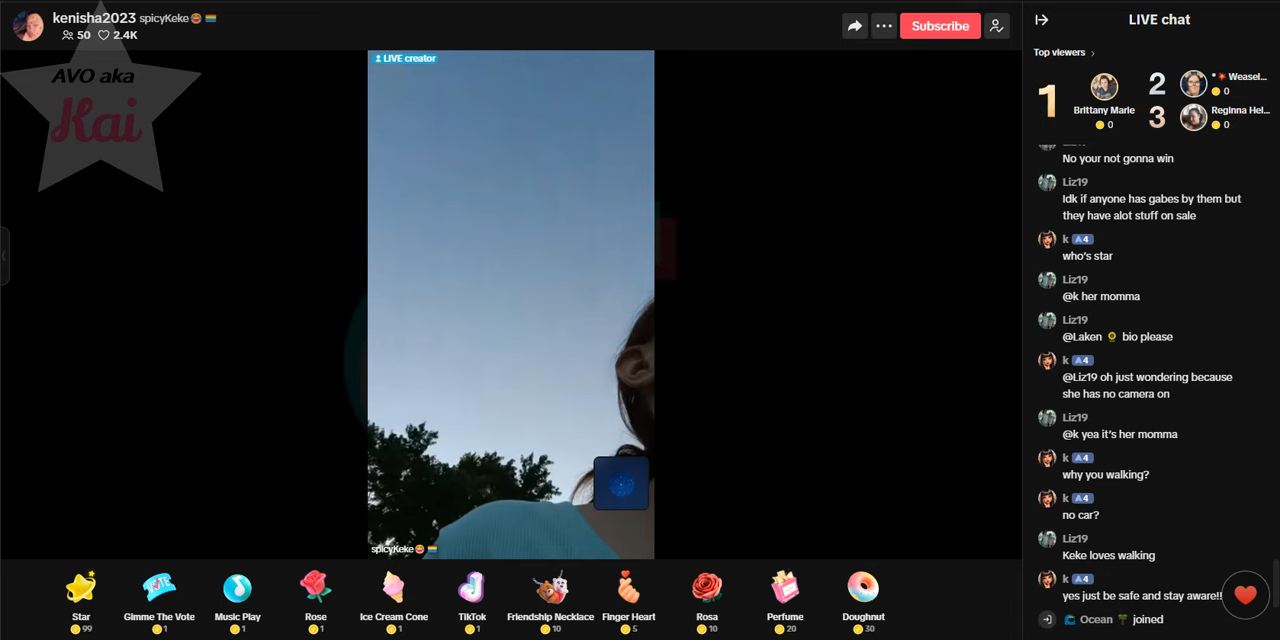 kenisha2023 spicyKeke
50 2.4K
Subscribe
AVO aka
Kai
LIVE creator
spicyKeke
Star
99
Gimme The Vote
1
Music Play
1
Rose
1
Ice Cream Cone
1
TikTok
1
Friendship Necklace
10
Finger Heart
5
Rosa
10
Perfume
20
Doughnut
30
LIVE chat
Top viewers
1
Brittany Marie
0
2
Weasel...
0
3
Reginna Hel...
0
No your not gonna win
Liz19
Idk if anyone has gabes by them but
they have alot stuff on sale
k 4
who's star
Liz19
@k her momma
Liz19
@Laken 🌻 bio please
k 4
@Liz19 oh just wondering because
she has no camera on
Liz19
@k yea it's her momma
k 4
why you walking?
k 4
no car?
Liz19
Keke loves walking
k 4
yes just be safe and stay aware!!
Ocean 🌴 joined